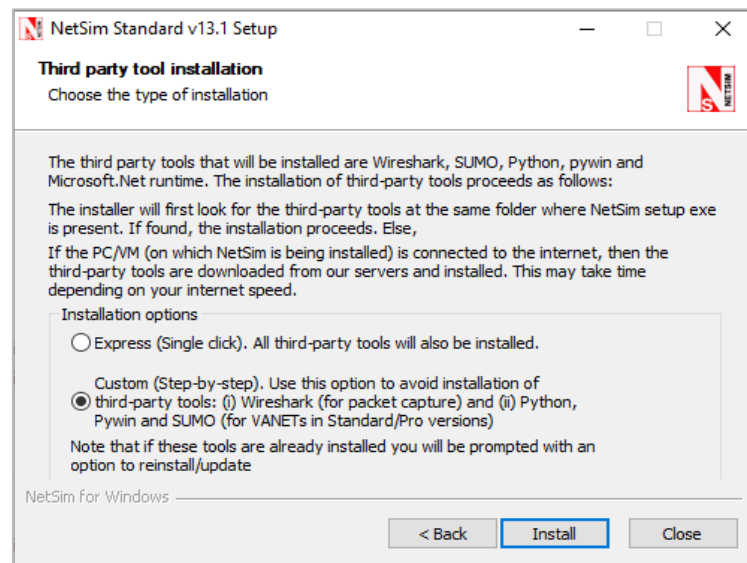 NetSim Standard v13.1 Setup
Third party tool installation
Choose the type of installation
N
S
NETSIM
The third party tools that will be installed are Wireshark, SUMO, Python, pywin and
Microsoft.Net runtime. The installation of third-party tools proceeds as follows:
The installer will first look for the third-party tools at the same folder where NetSim setup exe
is present. If found, the installation proceeds. Else,
If the PC/VM (on which NetSim is being installed) is connected to the internet, then the
third-party tools are downloaded from our servers and installed. This may take time
depending on your internet speed.
Installation options
Express (Single click). All third-party tools will also be installed.
Custom (Step-by-step). Use this option to avoid installation of
third-party tools: (i) Wireshark (for packet capture) and (ii) Python,
Pywin and SUMO (for VANETs in Standard/Pro versions)
Note that if these tools are already installed you will be prompted with an
option to reinstall/update
NetSim for Windows
< Back
Install
Close